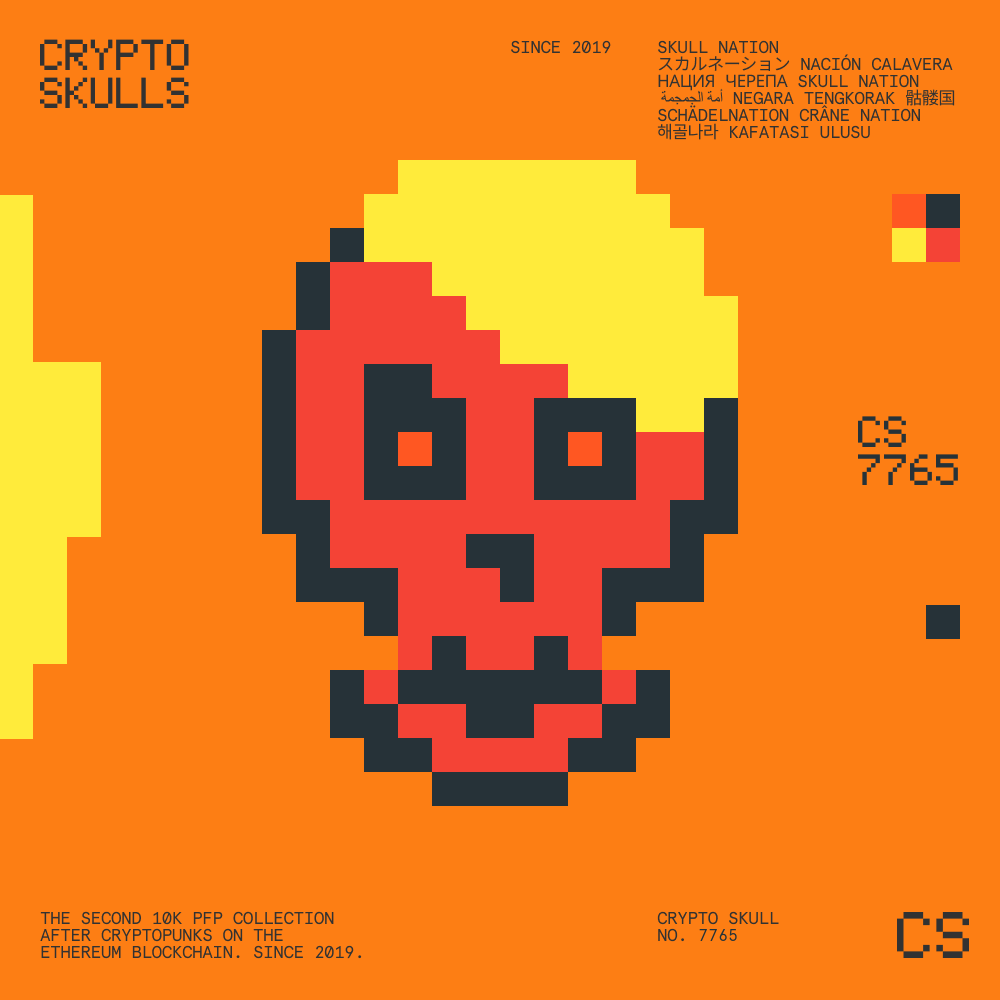 CRYPTO
SKULLS
SINCE 2019
SKULL NATION
スカルネーション NACIÓN CALAVERA
НАЦИЯ ЧЕРЕПА SKULL NATION
أمة الجمجمة NEGARA TENGKORAK 骷髅国
SCHÄDELNATION CRÂNE NATION
해골나라 KAFATASI ULUSU
CS
7765
THE SECOND 10K PFP COLLECTION
AFTER CRYPTOPUNKS ON THE
ETHEREUM BLOCKCHAIN. SINCE 2019.
CRYPTO SKULL
NO. 7765
CS